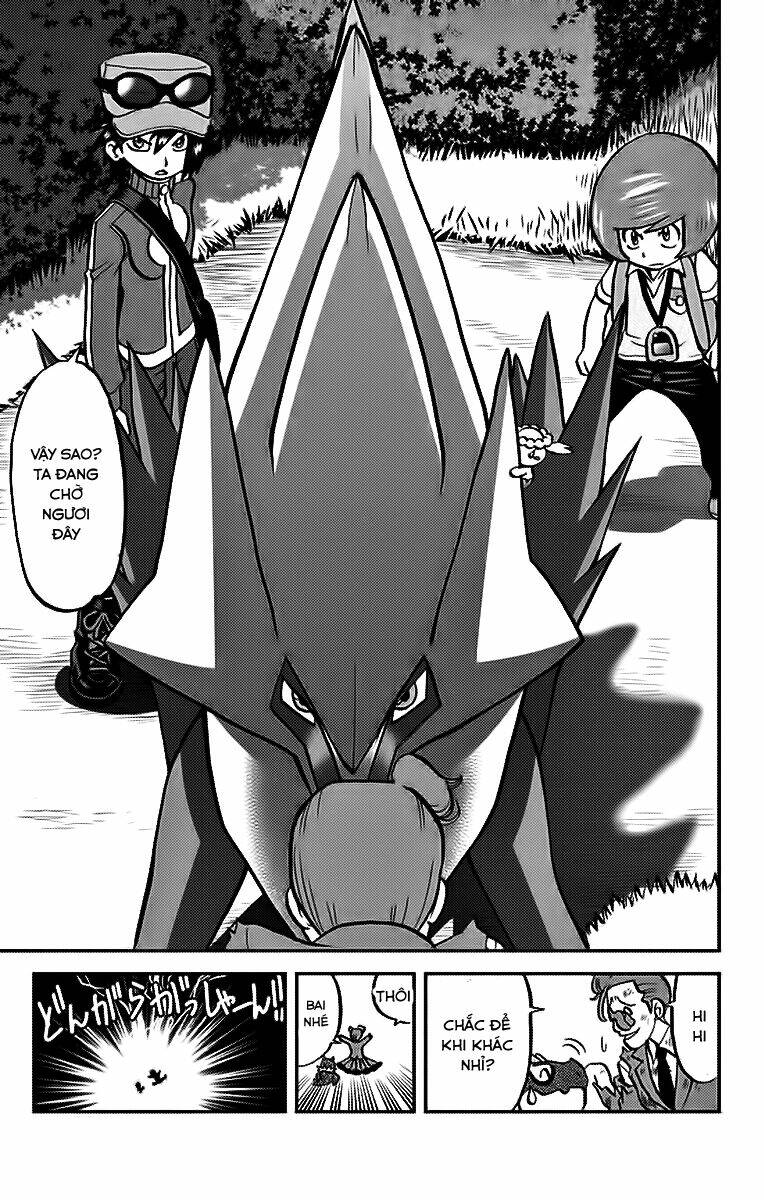 VẬY SAO?
TA ĐANG
CHỜ
NGƯƠI
ĐÂY
HI
HI
CHẮC ĐỂ
KHI KHÁC
NHỈ?
THÔI
BAI
NHÉ
どんがらがっしゃーん!!